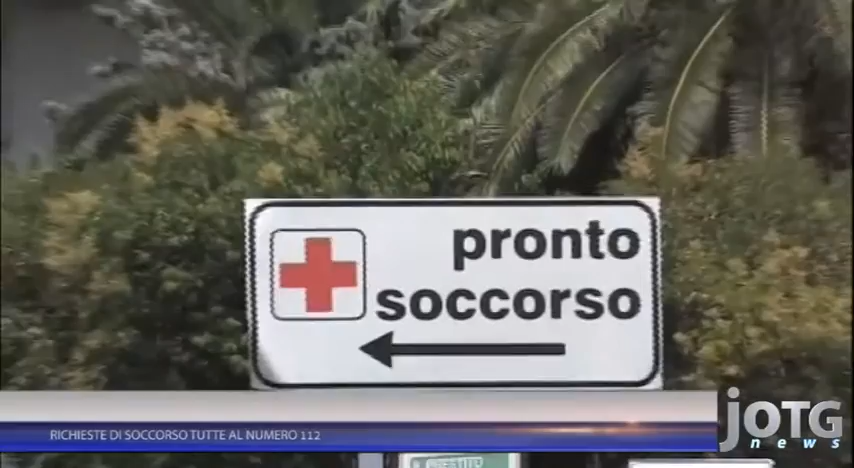 pronto
soccorso
RICHIESTE DI SOCCORSO TUTTE AL NUMERO 112
jOTG
news